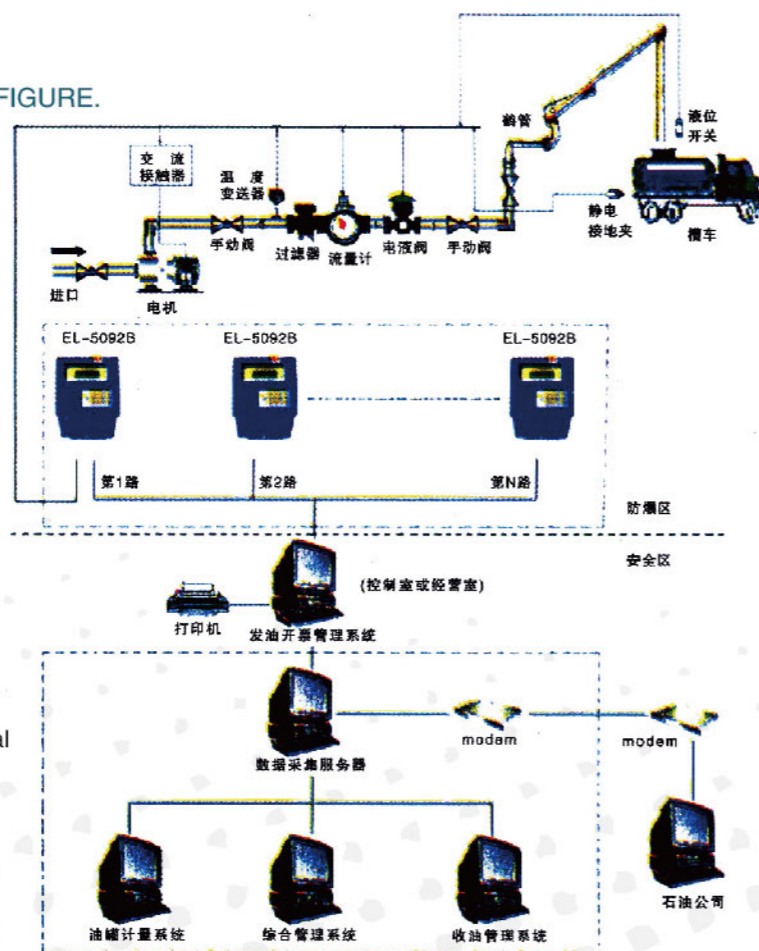 FIGURE.
交流
接触器
温度
变送器
鹤管
液位
开关
静电
接地夹
槽车
手动阀
过滤器
流量计
电液阀
手动阀
进口
电机
EL-5092B
EL-5092B
EL-5092B
第1路
第2路
第N路
防爆区
安全区
(控制室或经营室)
打印机
发油开票管理系统
al
数据采集服务器
modem
modem
油罐计量系统
综合管理系统
收油管理系统
石油公司